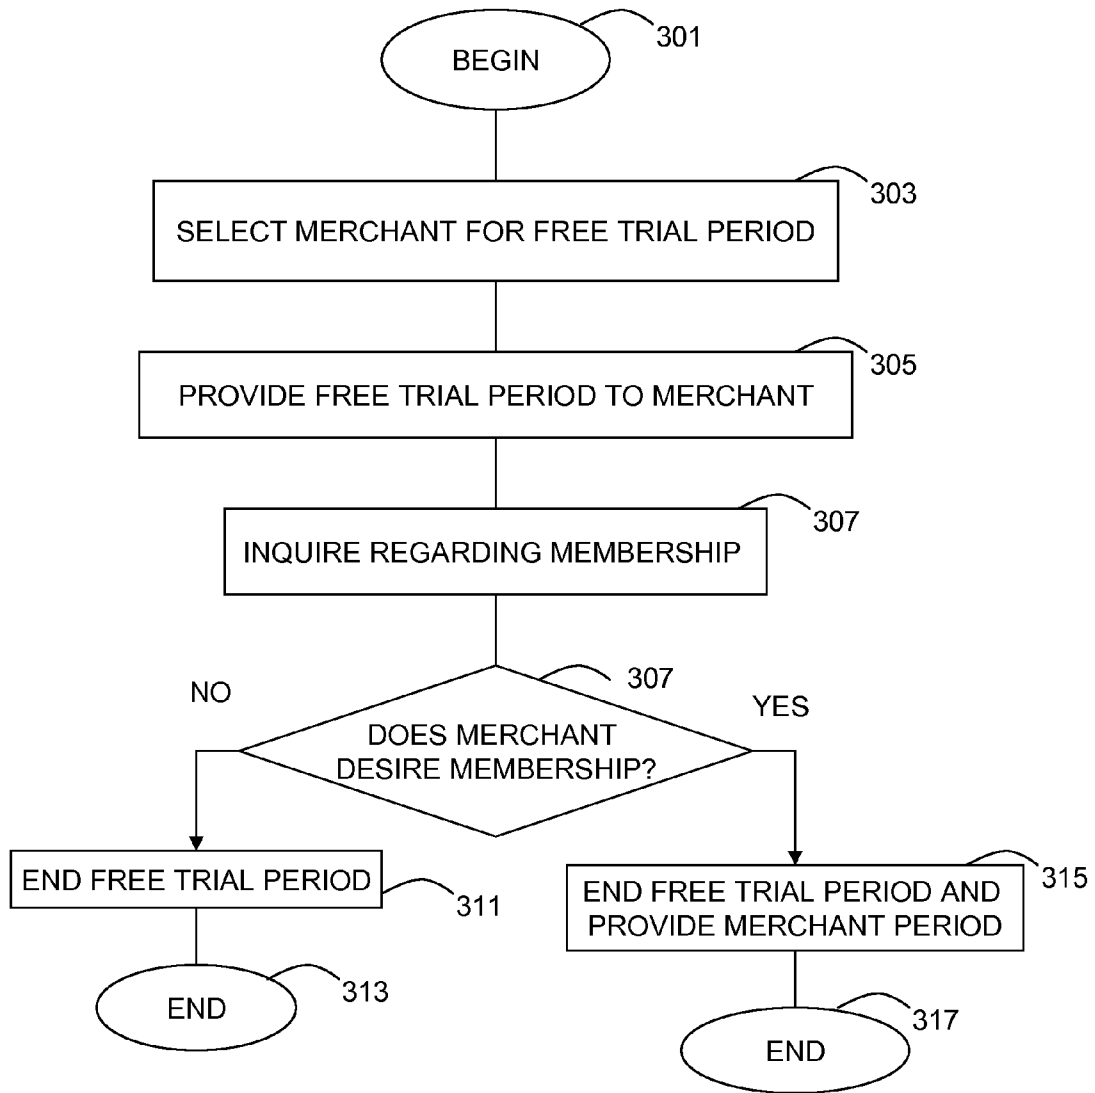 BEGIN
301
303
SELECT MERCHANT FOR FREE TRIAL PERIOD
305
PROVIDE FREE TRIAL PERIOD TO MERCHANT
307
INQUIRE REGARDING MEMBERSHIP
307
NO
YES
DOES MERCHANT
DESIRE MEMBERSHIP?
END FREE TRIAL PERIOD
311
315
END FREE TRIAL PERIOD AND
PROVIDE MERCHANT PERIOD
313
END
317
END